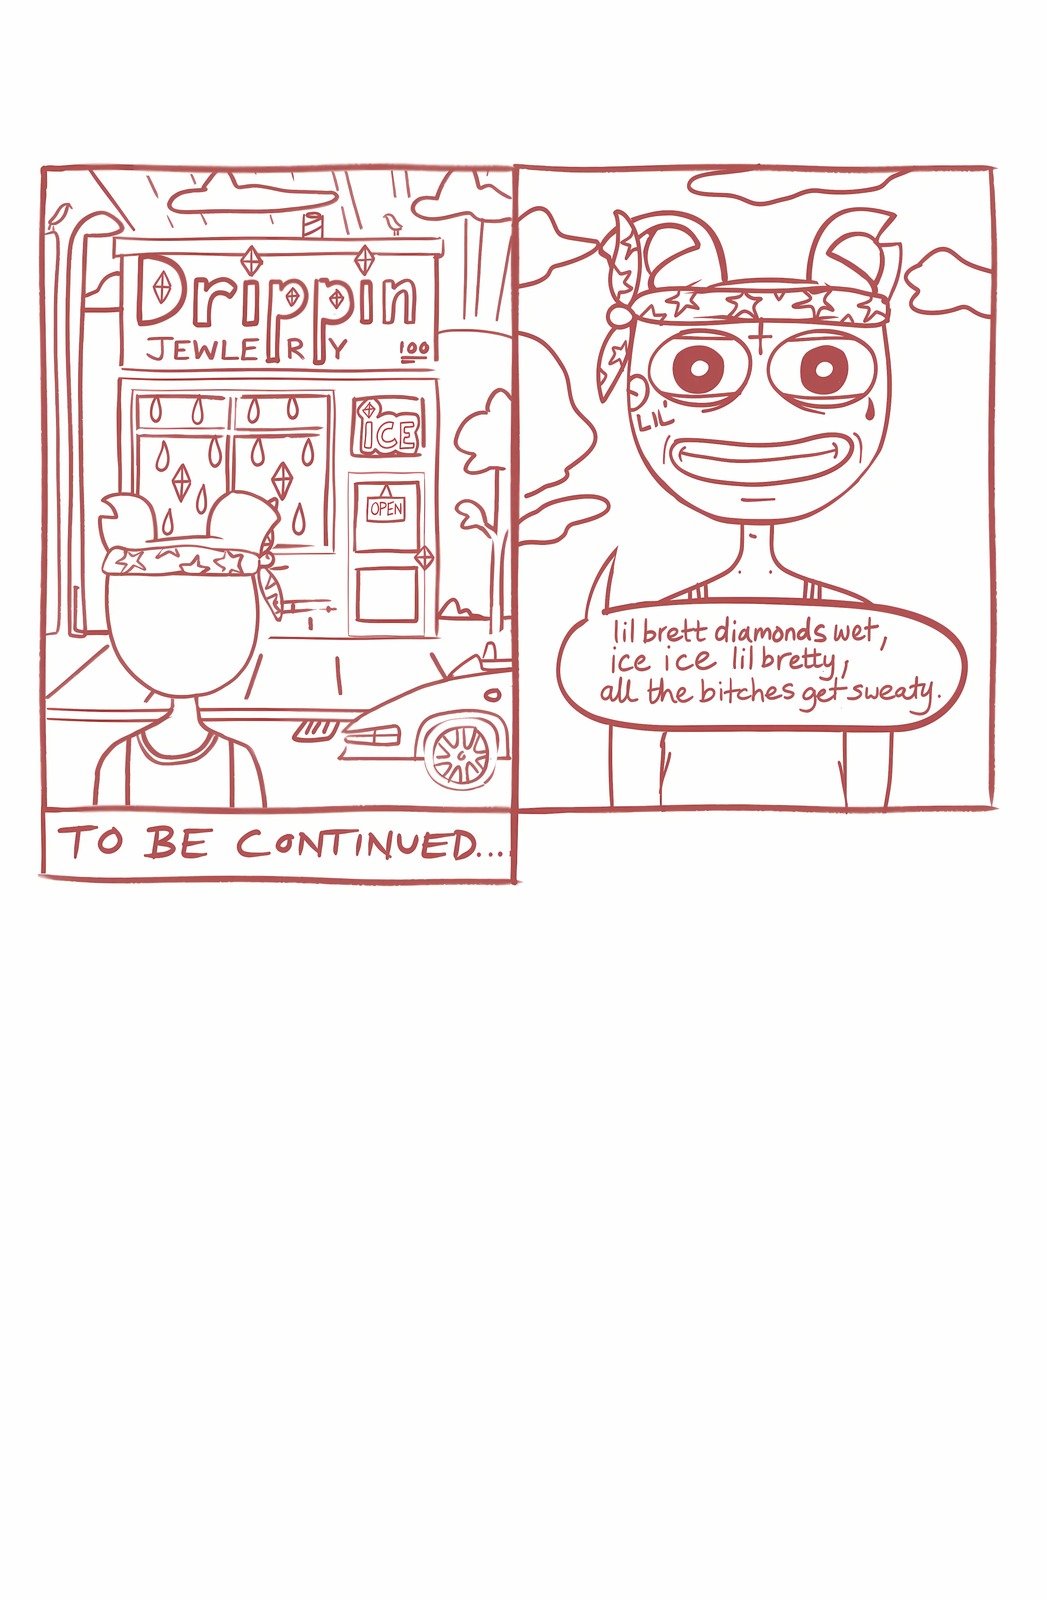 Drippin
JEWLERY 100
ICE
OPEN
TO BE CONTINUED....
LIL'
lil brett diamonds wet,
ice ice lil bretty,
all the bitches get sweaty.